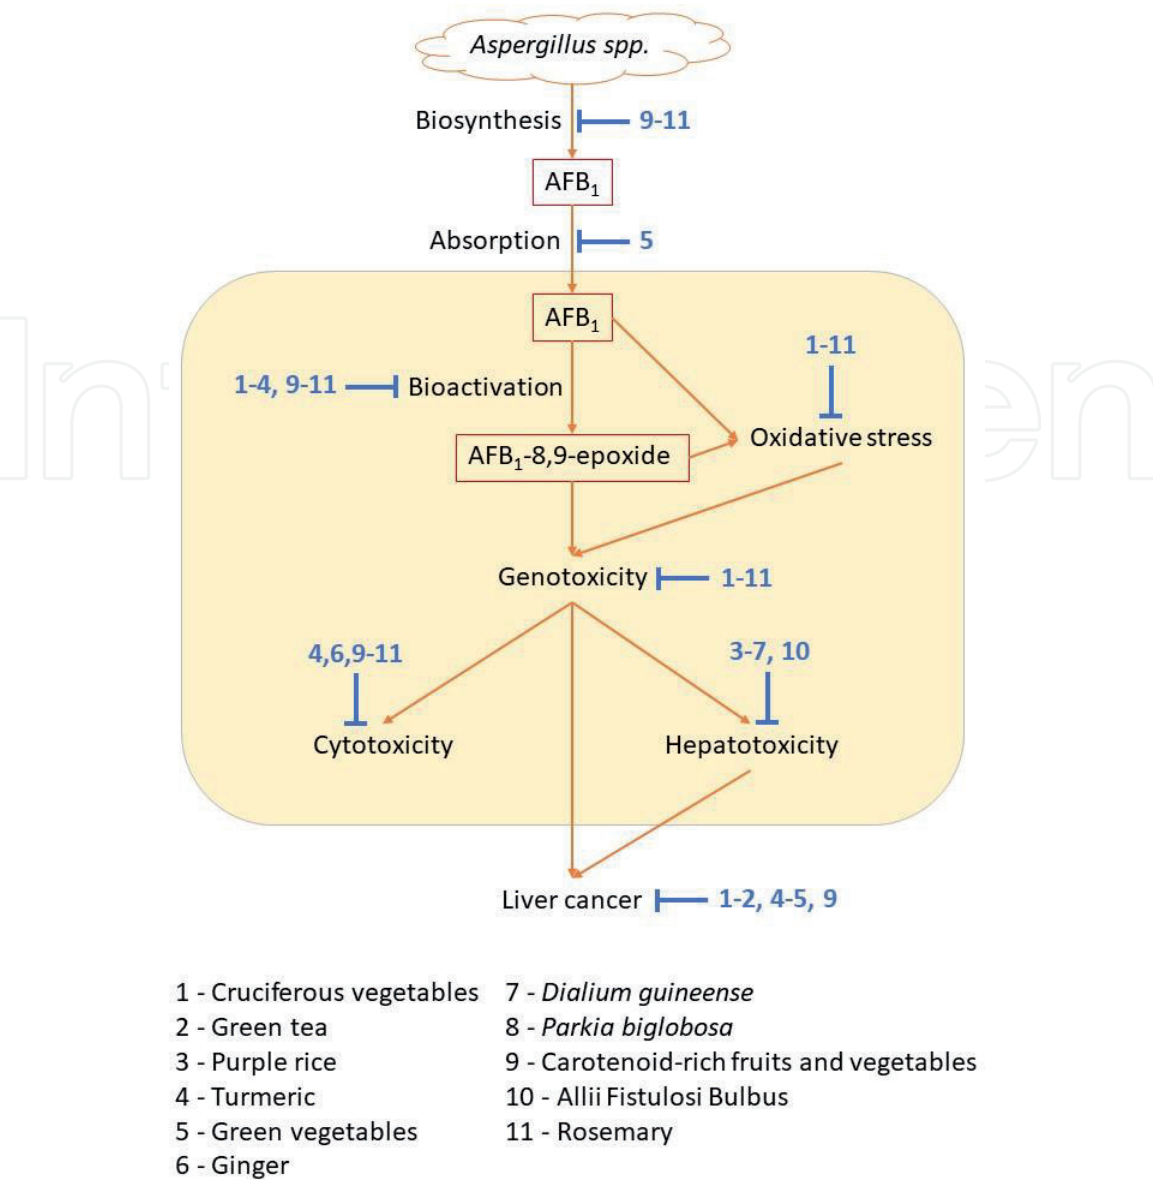 Aspergillus spp.
Biosynthesis
9-11
AFB₁
Absorption
5
AFB₁
1-11
1-4, 9-11
Bioactivation
Oxidative stress
AFB₁-8,9-epoxide
Genotoxicity
1-11
4,6,9-11
3-7, 10
Cytotoxicity
Hepatotoxicity
Liver cancer
1-2, 4-5, 9
1 - Cruciferous vegetables
2 - Green tea
3 - Purple rice
4 - Turmeric
5 - Green vegetables
6 - Ginger
7 - Dialium guineense
8 - Parkia biglobosa
9 - Carotenoid-rich fruits and vegetables
10 - Allii Fistulosi Bulbus
11 - Rosemary